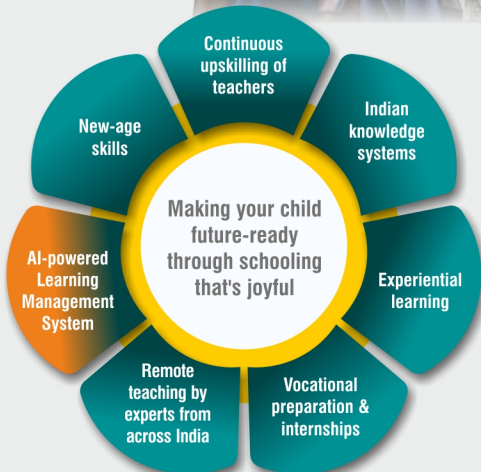 Continuous
upskilling of
teachers
Indian
knowledge
systems
Experiential
learning
Vocational
preparation &
internships
Remote
teaching by
experts from
across India
AI-powered
Learning
Management
System
New-age
skills
Making your child
future-ready
through schooling
that's joyful